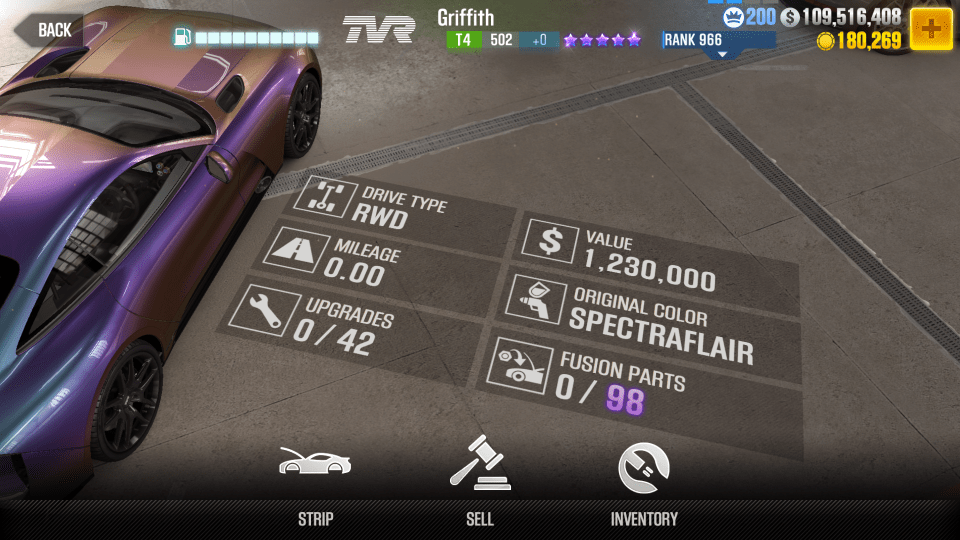 BACK
TVR
Griffith
T4 502 +0
RANK 966
200
$ 109,516,408
180,269
+
DRIVE TYPE
RWD
MILEAGE
0.00
UPGRADES
0 / 42
$
VALUE
1,230,000
ORIGINAL COLOR
SPECTRAFLAIR
FUSION PARTS
0 / 98
STRIP
SELL
INVENTORY